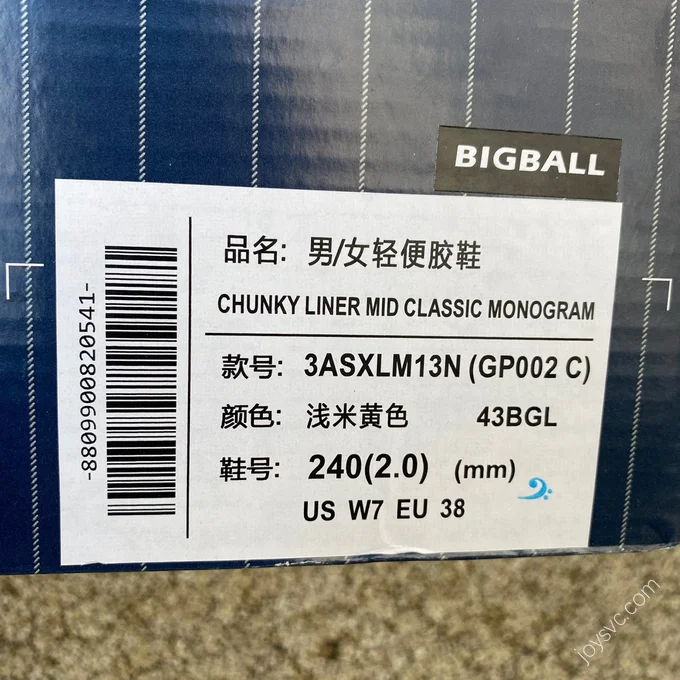 BIGBALL
品名: 男/女轻便胶鞋
CHUNKY LINER MID CLASSIC MONOGRAM
款号: 3ASXLM13N (GP002 C)
颜色: 浅米黄色 43BGL
鞋号: 240(2.0) (mm)
US W7 EU 38
-8809900820541-
joysvc.com